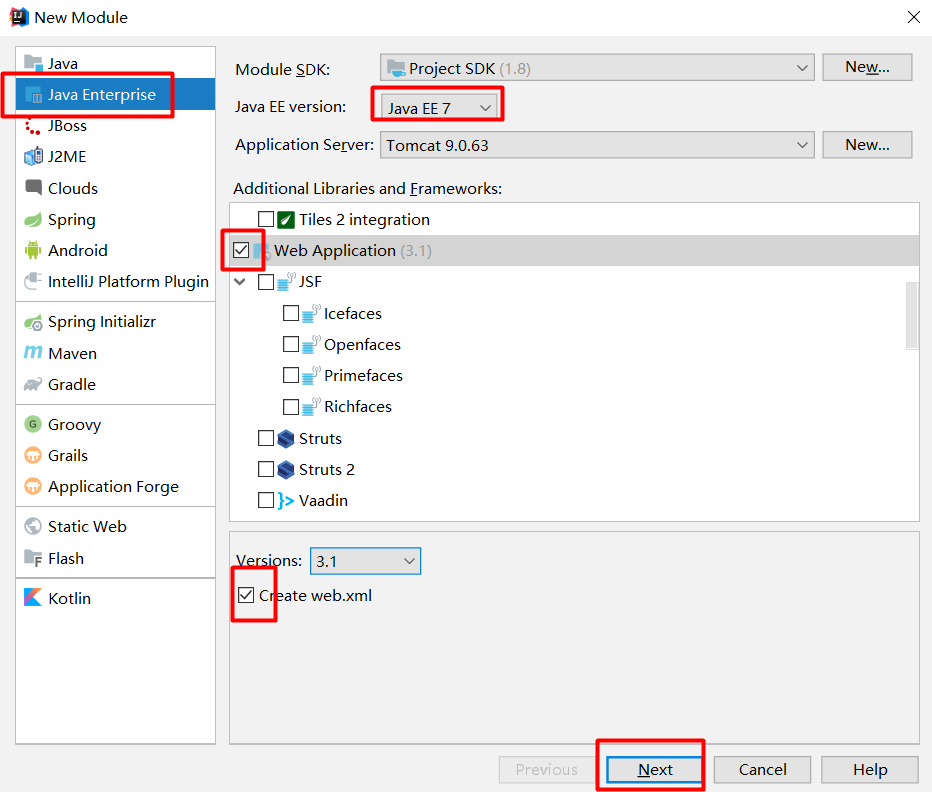 New Module
Java
Java Enterprise
JBoss
J2ME
Clouds
Spring
Android
IntelliJ Platform Plugin
Spring Initializr
Maven
Gradle
Groovy
Grails
Application Forge
Static Web
Flash
Kotlin
Module SDK: Project SDK (1.8) New...
Java EE version: Java EE 7
Application Server: Tomcat 9.0.63 New...
Additional Libraries and Frameworks:
Tiles 2 integration
Web Application (3.1)
JSF
Icefaces
Openfaces
Primefaces
Richfaces
Struts
Struts 2
Vaadin
Versions: 3.1
Create web.xml
Previous Next Cancel Help